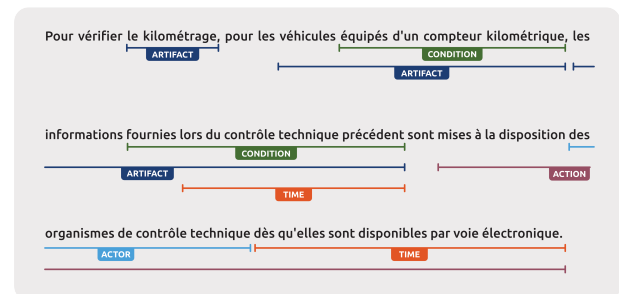 Pour vérifier le kilométrage, pour les véhicules équipés d'un compteur kilométrique, les
ARTIFACT CONDITION
ARTIFACT
informations fournies lors du contrôle technique précédent sont mises à la disposition des
CONDITION
ARTIFACT ACTION
TIME
organismes de contrôle technique dès qu'elles sont disponibles par voie électronique.
ACTOR TIME